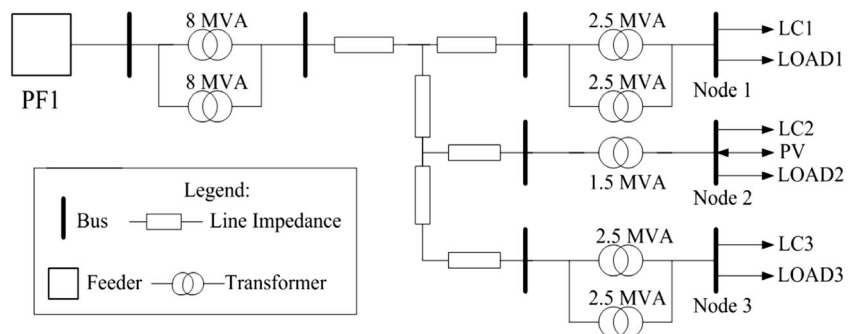 8 MVA
8 MVA
PF1
2.5 MVA
2.5 MVA
LC1
LOAD1
Node 1
1.5 MVA
LC2
PV
LOAD2
Node 2
2.5 MVA
2.5 MVA
LC3
LOAD3
Node 3
Legend:
Bus
Line Impedance
Feeder
Transformer